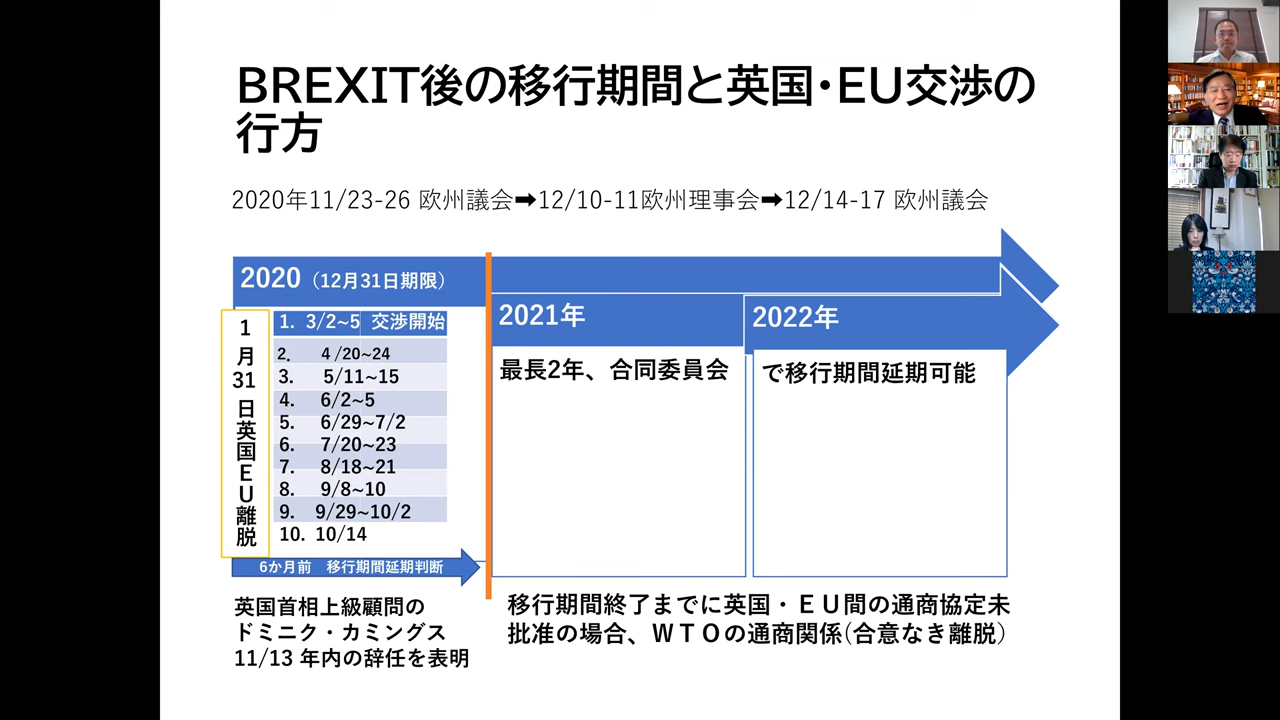 BREXIT後の移行期間と英国･EU交渉の
行方
2020年11/23-26 欧州議会➡12/10-11欧州理事会➡12/14-17 欧州議会
2020（12月31日期限）
1月31日英国EU離脱
1. 3/2~5 交渉開始
2. 4/20~24
3. 5/11~15
4. 6/2~5
5. 6/29~7/2
6. 7/20~23
7. 8/18~21
8. 9/8~10
9. 9/29~10/2
10. 10/14
6か月前　移行期間延期判断
2021年
最長2年、合同委員会
2022年
で移行期間延期可能
英国首相上級顧問の
ドミニク・カミングス
11/13 年内の辞任を表明
移行期間終了までに英国・ＥＵ間の通商協定未
批准の場合、ＷＴＯの通商関係(合意なき離脱)